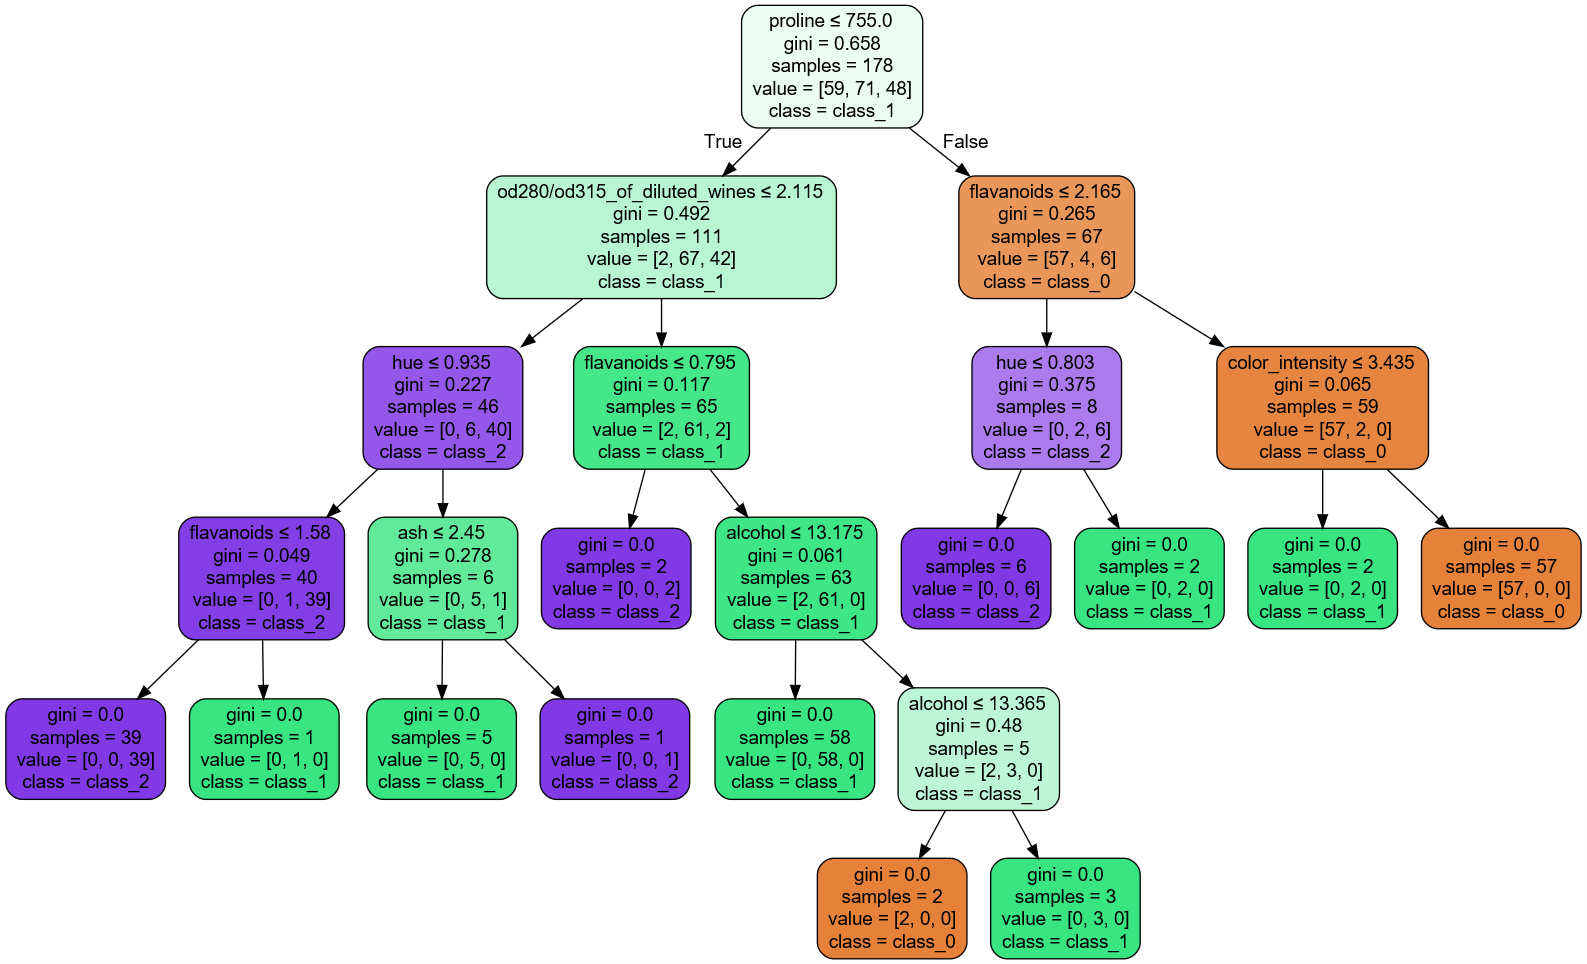 proline ≤ 755.0
gini = 0.658
samples = 178
value = [59, 71, 48]
class = class_1
True
False
od280/od315_of_diluted_wines ≤ 2.115
gini = 0.492
samples = 111
value = [2, 67, 42]
class = class_1
flavanoids ≤ 2.165
gini = 0.265
samples = 67
value = [57, 4, 6]
class = class_0
hue ≤ 0.935
gini = 0.227
samples = 46
value = [0, 6, 40]
class = class_2
flavanoids ≤ 0.795
gini = 0.117
samples = 65
value = [2, 61, 2]
class = class_1
hue ≤ 0.803
gini = 0.375
samples = 8
value = [0, 2, 6]
class = class_2
color_intensity ≤ 3.435
gini = 0.065
samples = 59
value = [57, 2, 0]
class = class_0
flavanoids ≤ 1.58
gini = 0.049
samples = 40
value = [0, 1, 39]
class = class_2
ash ≤ 2.45
gini = 0.278
samples = 6
value = [0, 5, 1]
class = class_1
gini = 0.0
samples = 2
value = [0, 0, 2]
class = class_2
alcohol ≤ 13.175
gini = 0.061
samples = 63
value = [2, 61, 0]
class = class_1
gini = 0.0
samples = 6
value = [0, 0, 6]
class = class_2
gini = 0.0
samples = 2
value = [0, 2, 0]
class = class_1
gini = 0.0
samples = 2
value = [0, 2, 0]
class = class_1
gini = 0.0
samples = 57
value = [57, 0, 0]
class = class_0
gini = 0.0
samples = 39
value = [0, 0, 39]
class = class_2
gini = 0.0
samples = 1
value = [0, 1, 0]
class = class_1
gini = 0.0
samples = 5
value = [0, 5, 0]
class = class_1
gini = 0.0
samples = 1
value = [0, 0, 1]
class = class_2
gini = 0.0
samples = 58
value = [0, 58, 0]
class = class_1
alcohol ≤ 13.365
gini = 0.48
samples = 5
value = [2, 3, 0]
class = class_1
gini = 0.0
samples = 2
value = [2, 0, 0]
class = class_0
gini = 0.0
samples = 3
value = [0, 3, 0]
class = class_1